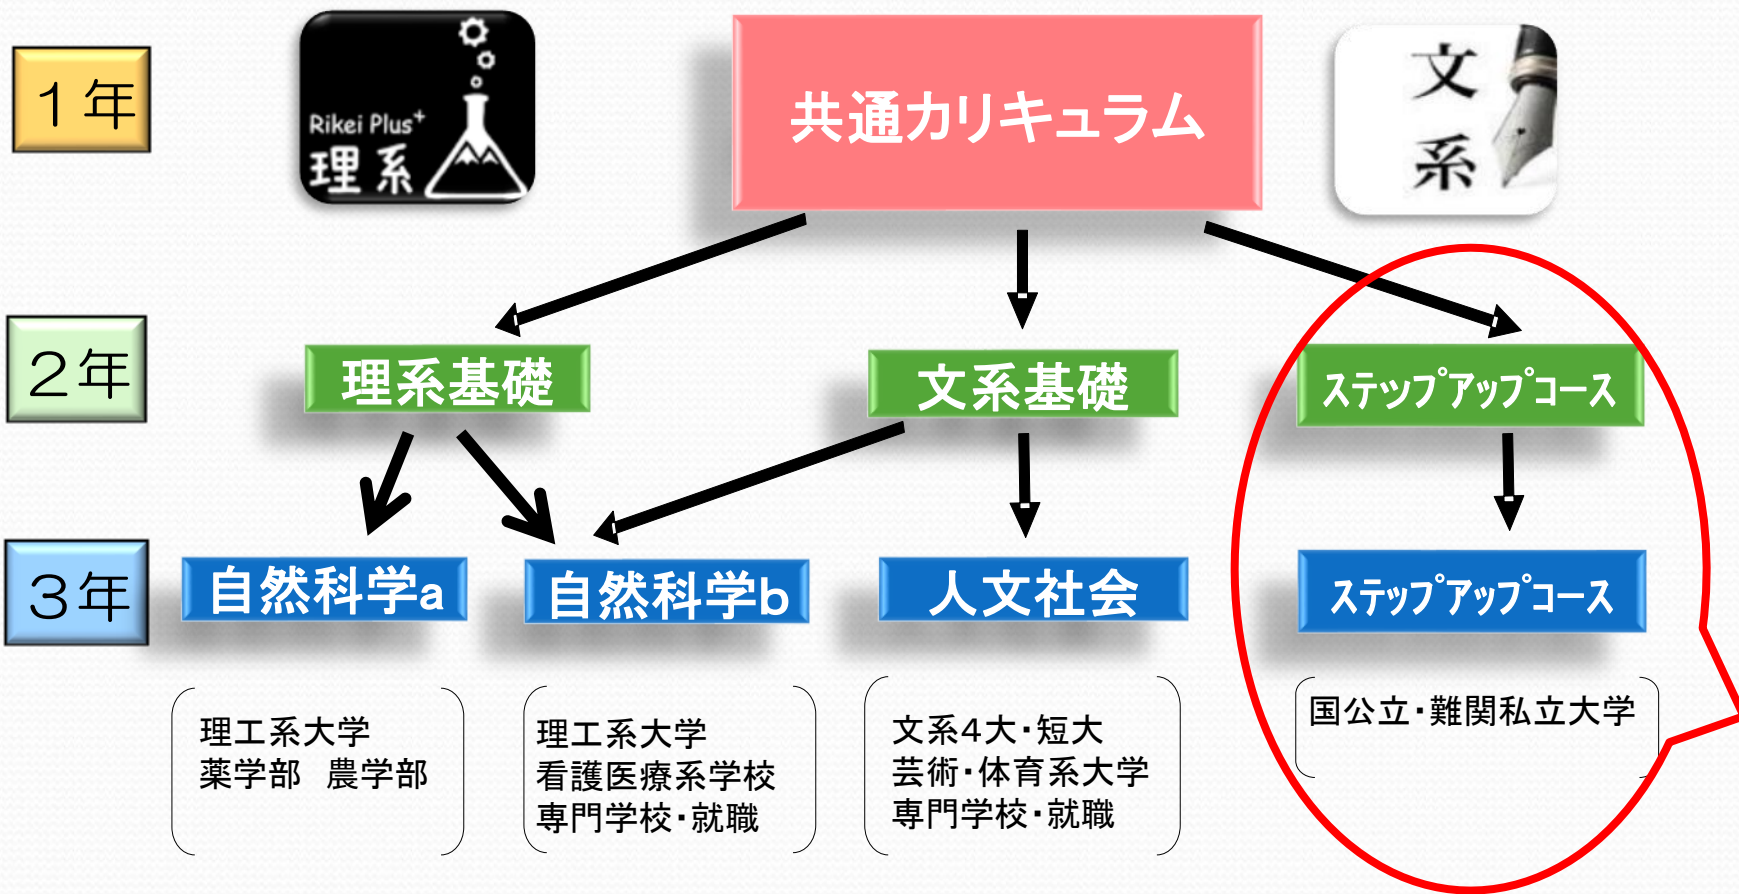 1年
Rikei Plus+
理系
共通カリキュラム
文
系
2年
理系基礎
文系基礎
ステップアップコース
3年
自然科学a
自然科学b
人文社会
ステップアップコース
理工系大学
薬学部　農学部
理工系大学
看護医療系学校
専門学校・就職
文系4大・短大
芸術・体育系大学
専門学校・就職
国公立・難関私立大学